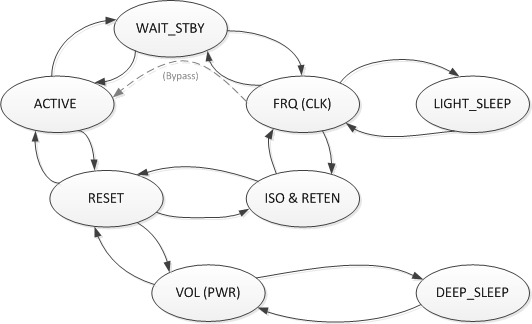 WAIT_STBY
(Bypass)
ACTIVE
FRQ (CLK)
LIGHT_SLEEP
RESET
ISO & RETEN
VOL (PWR)
DEEP_SLEEP